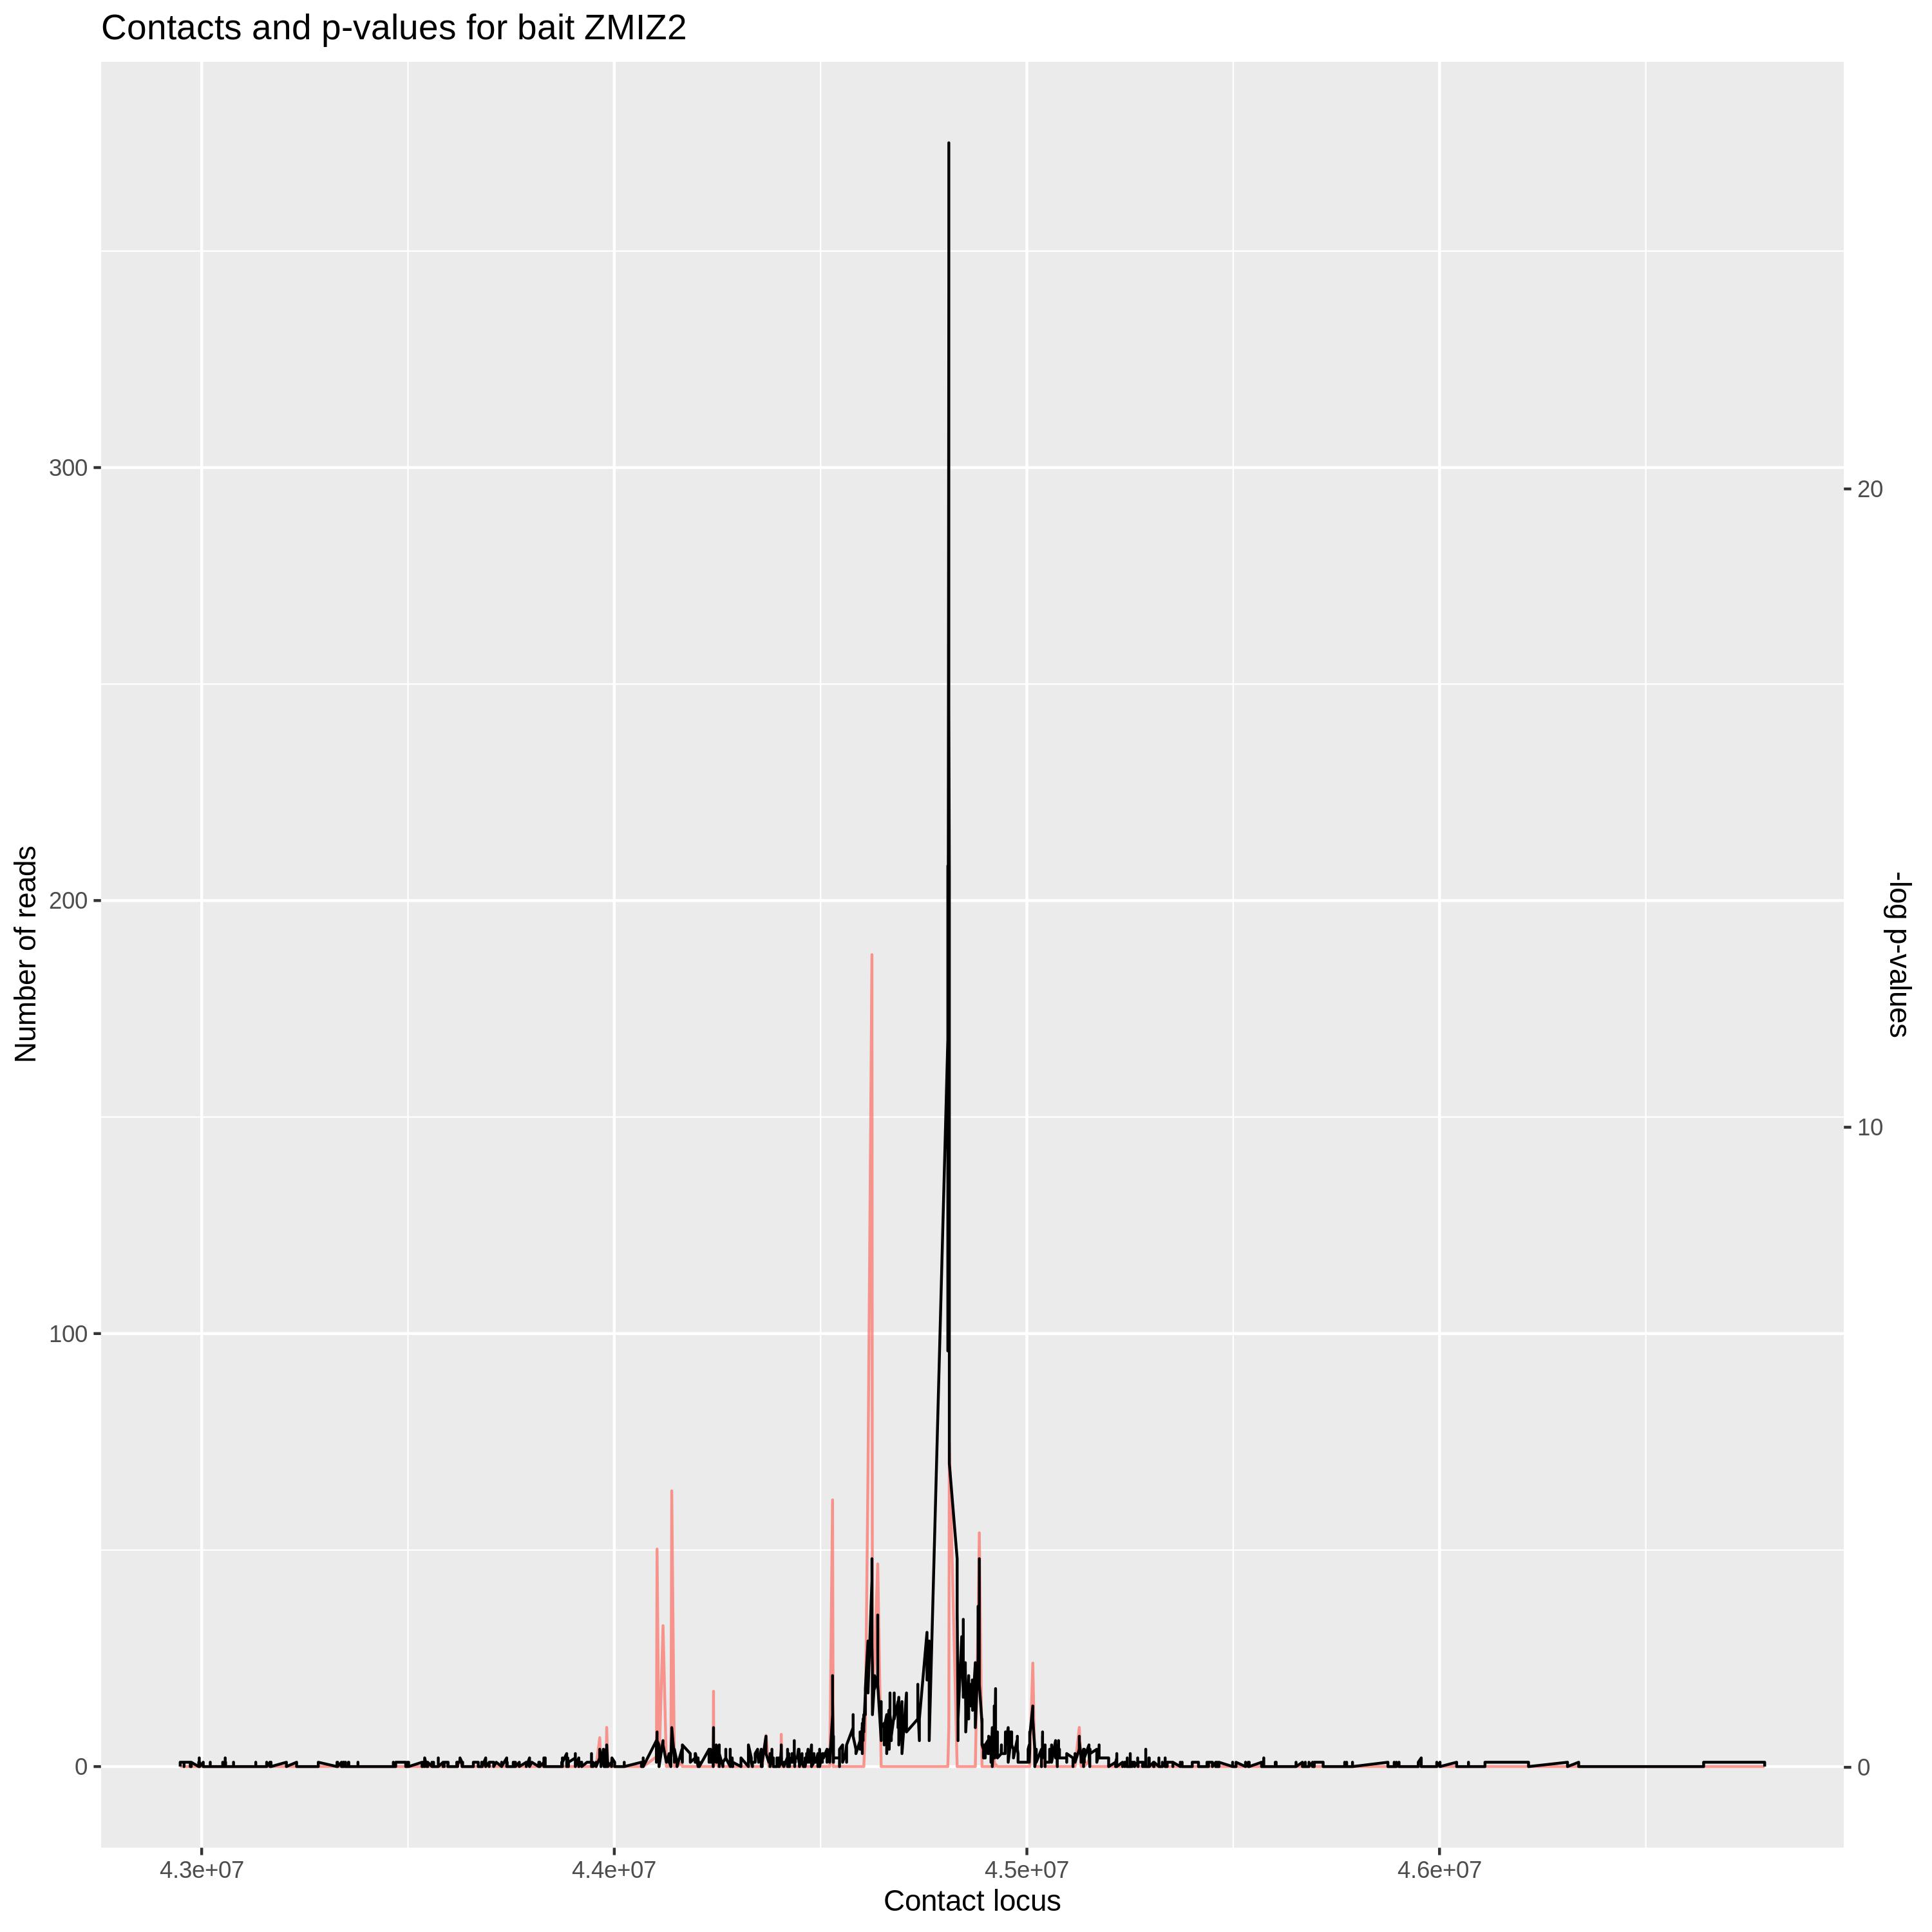 Contacts and p-values for bait ZMIZ2
300
200
100
0
Number of reads
20
10
0
-log p-values
4.3e+07
4.4e+07
4.5e+07
4.6e+07
Contact locus